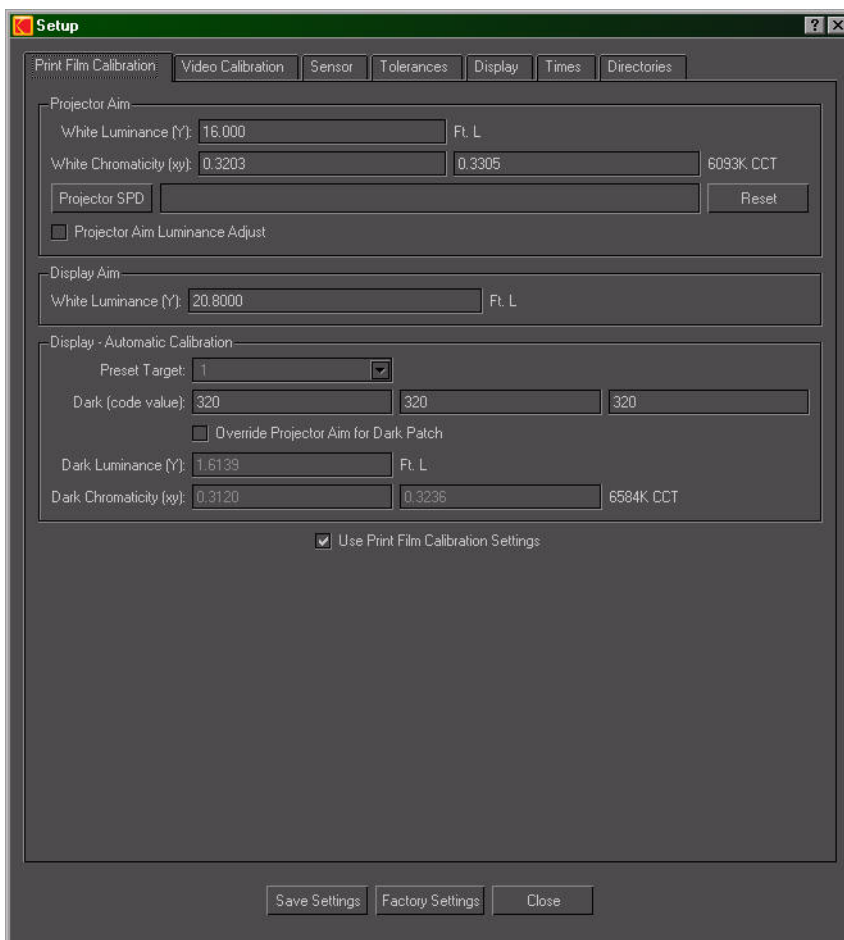 Setup
Print Film Calibration Video Calibration Sensor Tolerances Display Times Directories
Projector Aim
White Luminance (Y): 16.000 Ft. L
White Chromaticity (xy): 0.3203 0.3305 6093K CCT
Projector SPD Reset
Projector Aim Luminance Adjust
Display Aim
White Luminance (Y): 20.8000 Ft. L
Display - Automatic Calibration
Preset Target: 1
Dark (code value): 320 320 320
Override Projector Aim for Dark Patch
Dark Luminance (Y): 1.6139 Ft. L
Dark Chromaticity (xy): 0.3120 0.3236 6584K CCT
Use Print Film Calibration Settings
Save Settings Factory Settings Close